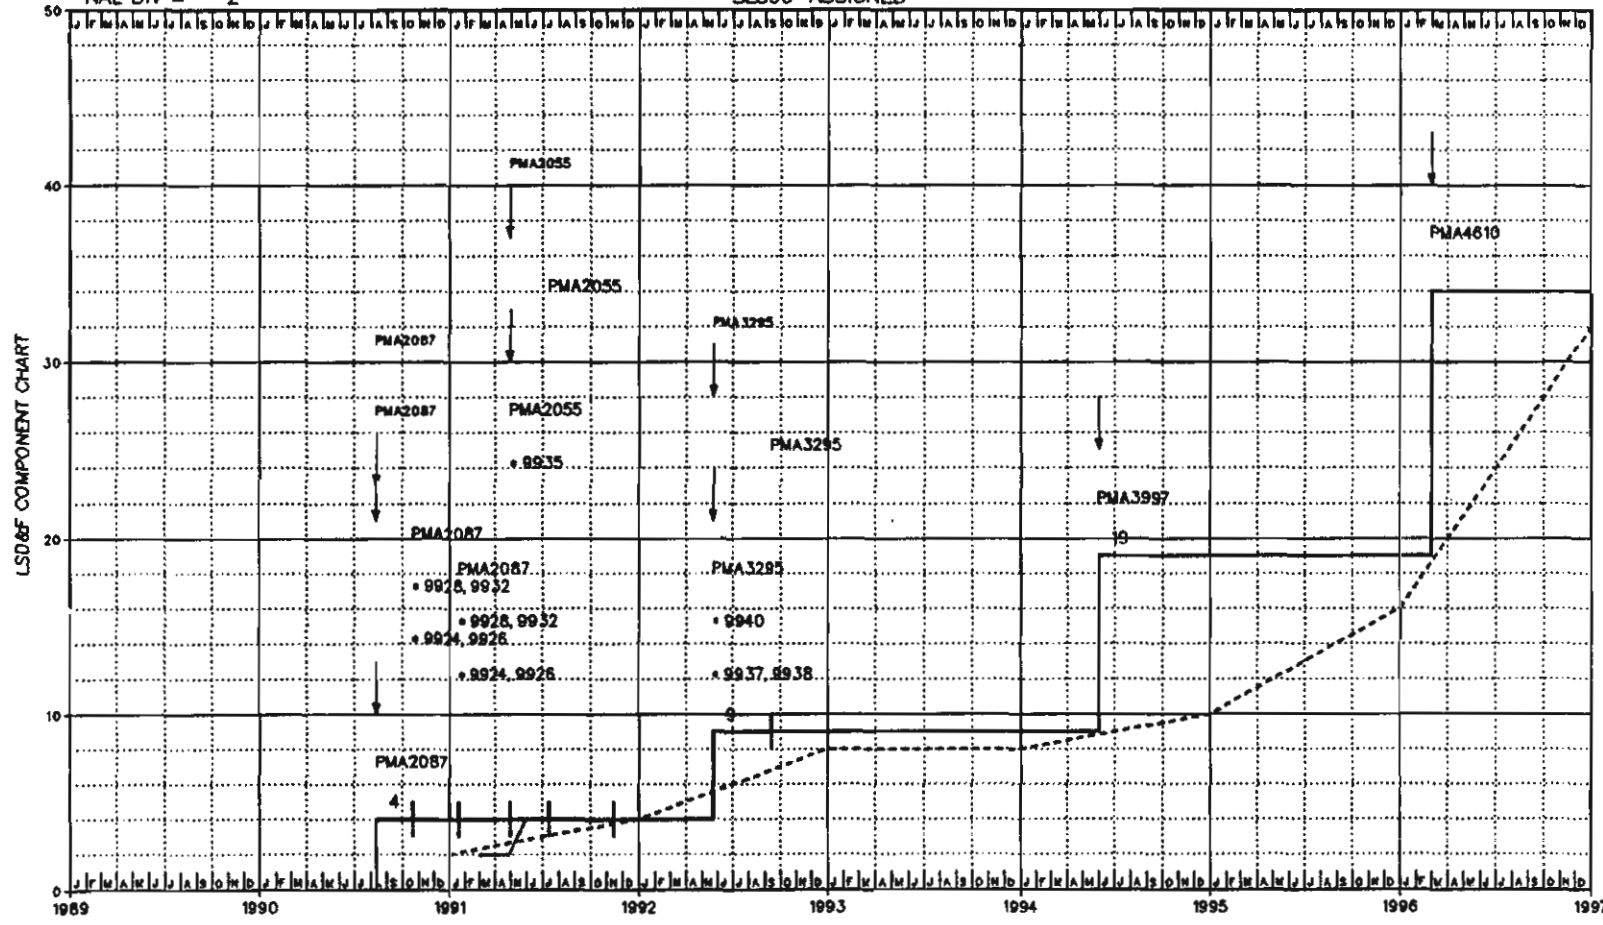 50
J F M A M J J A S O N D J F M A M J J A S O N D J F M A M J J A S O N D J F M A M J J A S O N D J F M A M J J A S O N D J F M A M J J A S O N D J F M A M J J A S O N D J F M A M J J A S O N D
PMA2055
40
PMA4610
PMA2055
PMA3295
PMA2087
30
LSD&F COMPONENT CHART
PMA2087
PMA2055
PMA3295
9935
PMA3997
PMA2087
20
19
PMA2087
PMA3295
9928, 9932
9928, 9932
9940
9924, 9926
9924, 9926
9937, 9938
10
9
PMA2087
4
0
J F M A M J J A S O N D J F M A M J J A S O N D J F M A M J J A S O N D J F M A M J J A S O N D J F M A M J J A S O N D J F M A M J J A S O N D J F M A M J J A S O N D J F M A M J J A S O N D
1989 1990 1991 1992 1993 1994 1995 1996 1997